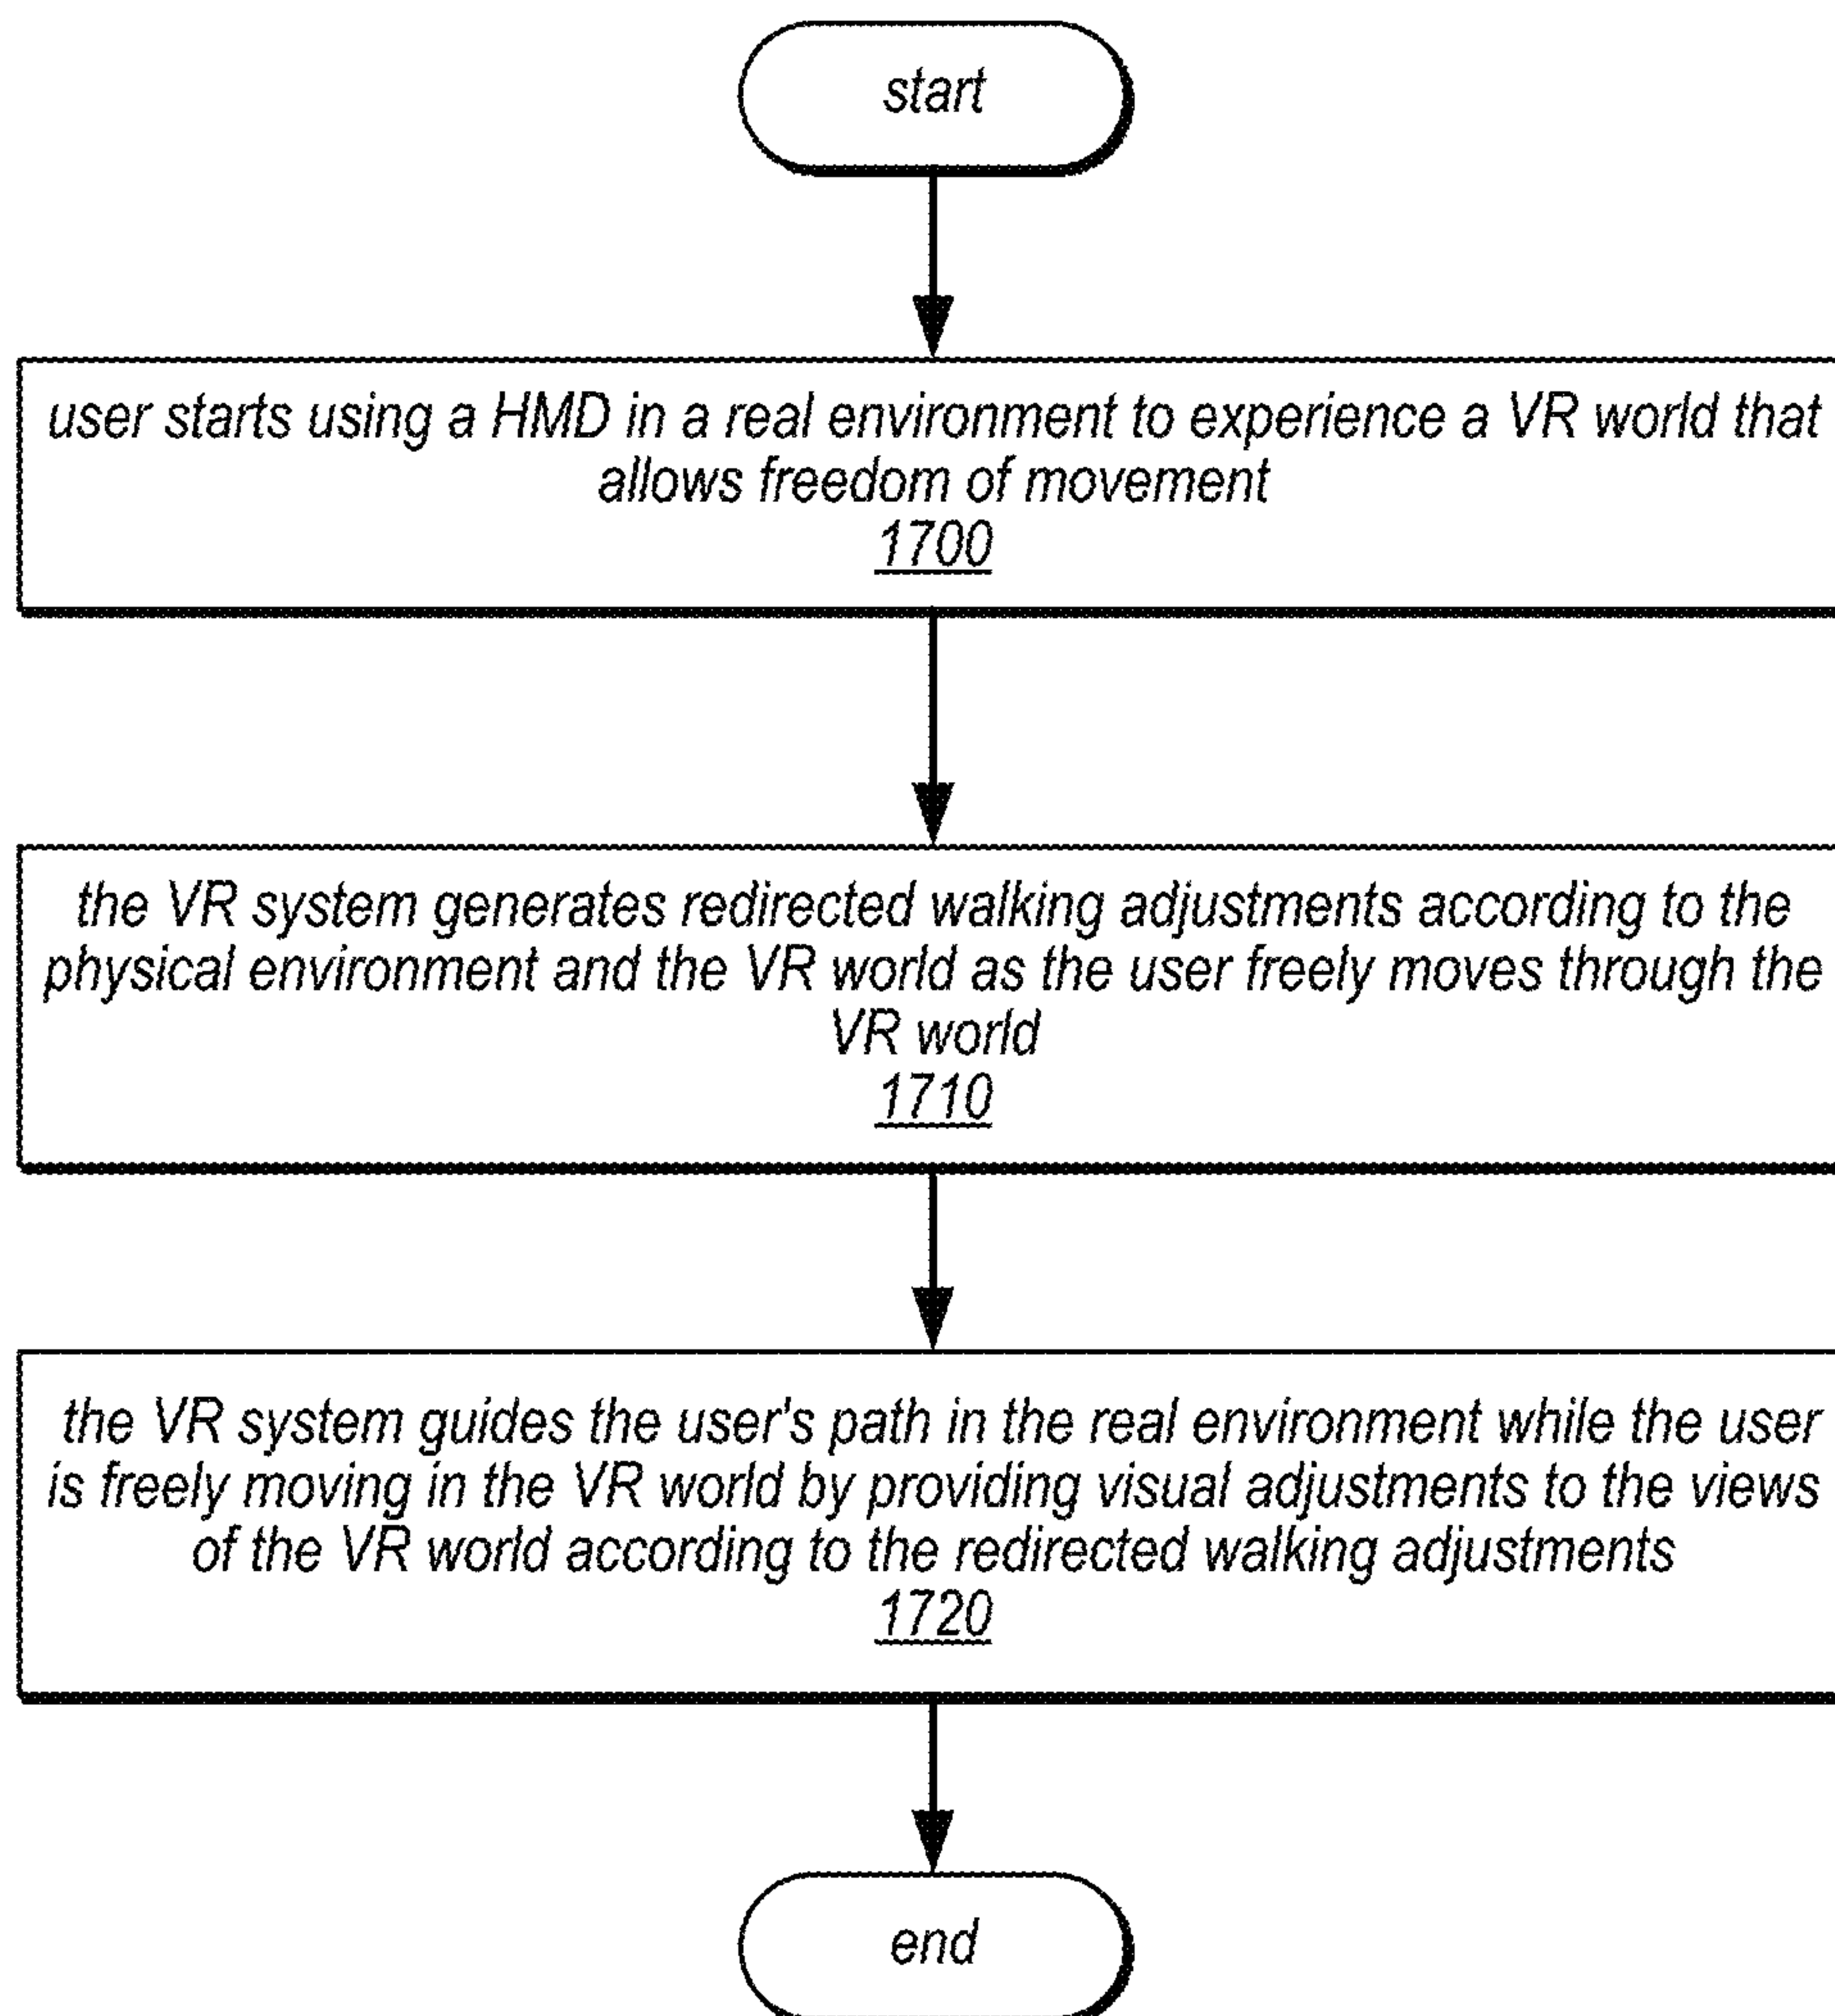 start
user starts using a HMD in a real environment to experience a VR world that
allows freedom of movement
1700
the VR system generates redirected walking adjustments according to the
physical environment and the VR world as the user freely moves through the
VR world
1710
the VR system guides the user's path in the real environment while the user
is freely moving in the VR world by providing visual adjustments to the views
of the VR world according to the redirected walking adjustments
1720
end